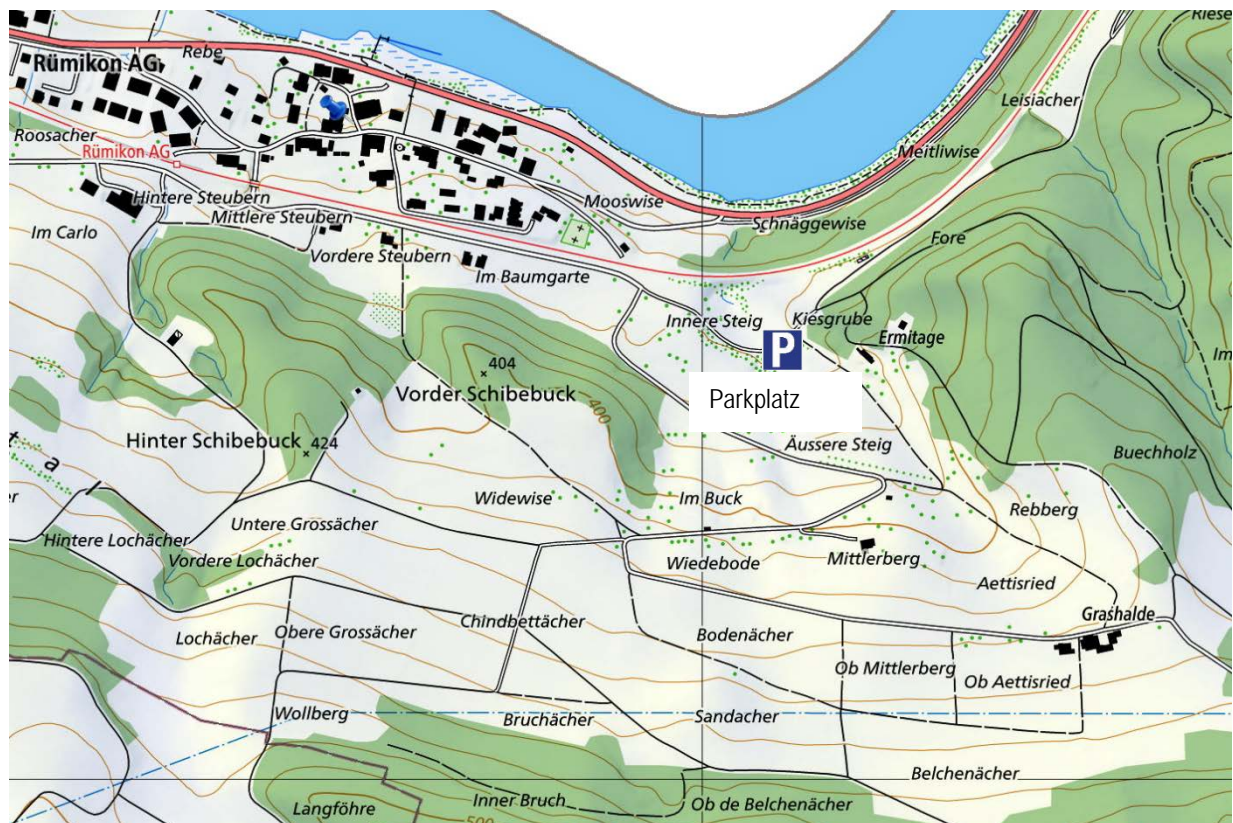 Riese
Rebe
Rümikon AG
Leisiacher
Roosacher
Rümikon AG
Meitliwise
Hintere Steubern
Mooswise
Mittlere Steubern
Schnäggewise
Im Carlo
Fore
Vordere Steubern
Im Baumgarte
Innere Steig
Kiesgrube
Ermitage
Im
P
404
Vorder Schibebuck
Parkplatz
400
Hinter Schibebuck
424
Äussere Steig
Buechholz
a
er
Widewise
Im Buck
Rebberg
Untere Grossächer
Hintere Lochächer
Vordere Lochächer
Wiedebode
Mittlerberg
Aettisried
Grashalde
Chindbettächer
Lochächer
Obere Grossächer
Bodenächer
Ob Mittlerberg
Ob Aettisried
Wollberg
Bruchächer
Sandacher
Belchenächer
Langföhre
Inner Bruch
Ob de Belchenächer
500